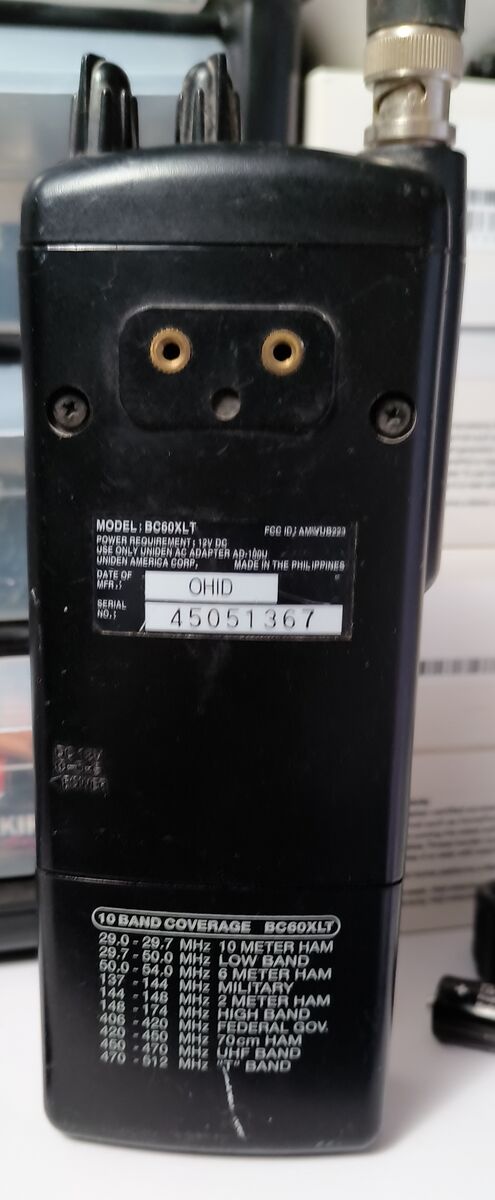 MODEL: BC60XLT FCC ID: AMWUB223
POWER REQUIREMENT: 12V DC
USE ONLY UNIDEN AC ADAPTER AD-100U
UNIDEN AMERICA CORP. MADE IN THE PHILIPPINES
DATE OF MFR.: OHID
SERIAL NO.: 45051367
DC 12V
POWER
10 BAND COVERAGE BC60XLT
29.0 - 29.7 MHz 10 METER HAM
29.7 - 50.0 MHz LOW BAND
50.0 - 54.0 MHz 6 METER HAM
137 - 144 MHz MILITARY
144 - 148 MHz 2 METER HAM
148 - 174 MHz HIGH BAND
406 - 420 MHz FEDERAL GOV.
420 - 450 MHz 70cm HAM
450 - 470 MHz UHF BAND
470 - 512 MHz "T" BAND
KI